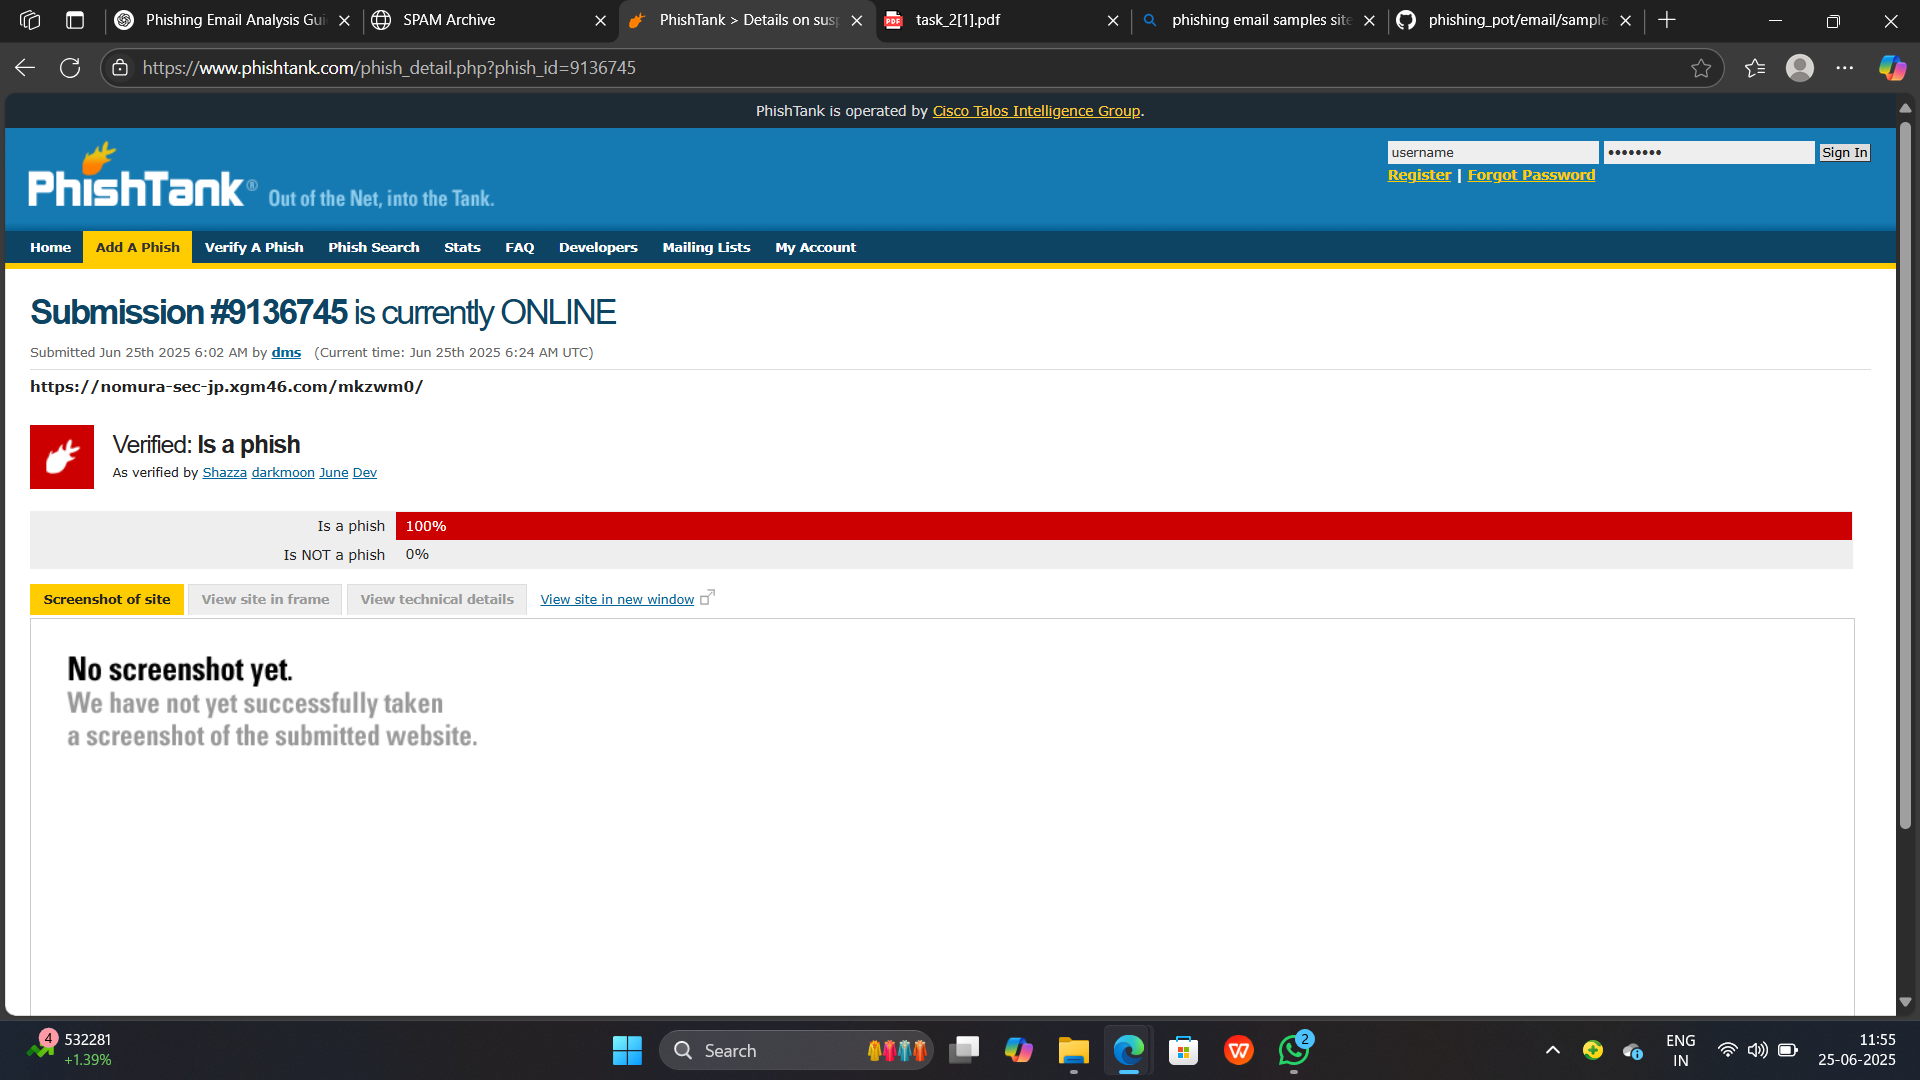 Phishing Email Analysis Gui
SPAM Archive
PhishTank > Details on susp
task_2[1].pdf
phishing email samples site
phishing_pot/email/sample
https://www.phishtank.com/phish_detail.php?phish_id=9136745
PhishTank is operated by Cisco Talos Intelligence Group.
PhishTank® Out of the Net, into the Tank.
username •••••••• Sign In
Register | Forgot Password
Home Add A Phish Verify A Phish Phish Search Stats FAQ Developers Mailing Lists My Account
Submission #9136745 is currently ONLINE
Submitted Jun 25th 2025 6:02 AM by dms (Current time: Jun 25th 2025 6:24 AM UTC)
https://nomura-sec-jp.xgm46.com/mkzwm0/
Verified: Is a phish
As verified by Shazza darkmoon June Dev
Is a phish 100%
Is NOT a phish 0%
Screenshot of site View site in frame View technical details View site in new window
No screenshot yet.
We have not yet successfully taken
a screenshot of the submitted website.
4 532281
+1.39%
Search
2
ENG
IN
11:55
25-06-2025